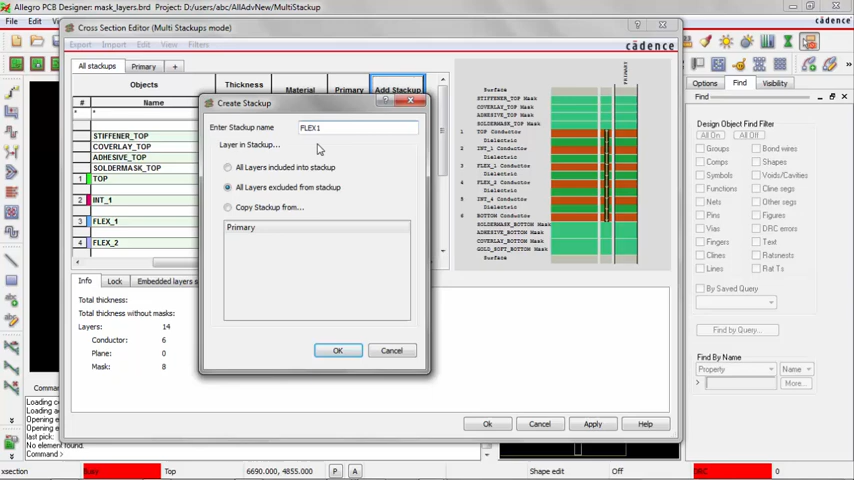 Allegro PCB Designer: mask_layers.brd Project: D:/users/abc/AllAdvNew/MultiStackup
File Edit
cādence
Cross Section Editor (Multi Stackups mode)
Export Import Edit View Filters
cādence
All stackups Primary +
Objects Thickness Material Primary Add Stackup
# Name
* *
STIFFENER_TOP
COVERLAY_TOP
ADHESIVE_TOP
SOLDERMASK_TOP
1 TOP
2 INT_1
3 FLEX_1
4 FLEX_2
Create Stackup
Enter Stackup name FLEX1
Layer in Stackup...
All Layers included into stackup
All Layers excluded from stackup
Copy Stackup from...
Primary
OK Cancel
PRIMARY
Surface
STIFFENER_TOP Mask
COVERLAY_TOP Mask
ADHESIVE_TOP Mask
SOLDERMASK_TOP Mask
1 TOP Conductor
Dielectric
2 INT_1 Conductor
Dielectric
3 FLEX_1 Conductor
Dielectric
4 FLEX_2 Conductor
Dielectric
5 INT_4 Conductor
Dielectric
6 BOTTOM Conductor
SOLDERMASK_BOTTOM Mask
ADHESIVE_BOTTOM Mask
COVERLAY_BOTTOM Mask
GOLD_SOFT_BOTTOM Mask
Surface
Info Lock Embedded layers s
Total thickness:
Total thickness without masks:
Layers: 14
Conductor: 6
Plane: 0
Mask: 8
Ok Cancel Apply Help
Options Find Visibility
Find
Design Object Find Filter
All On All Off
Groups Bond wires
Comps Shapes
Symbols Voids/Cavities
Functions Cline segs
Nets Other segs
Pins Figures
Vias DRC errors
Fingers Text
Clines Ratsnests
Lines Rat Ts
By Saved Query
Find by Query...
Find By Name
Property Name
> More...
Comma
Loading a
Opening e
Opening e
last pick:
No element found.
Command >
xsection Busy Top 6690.000, 4855.000 P A Shape edit Off DRC 0